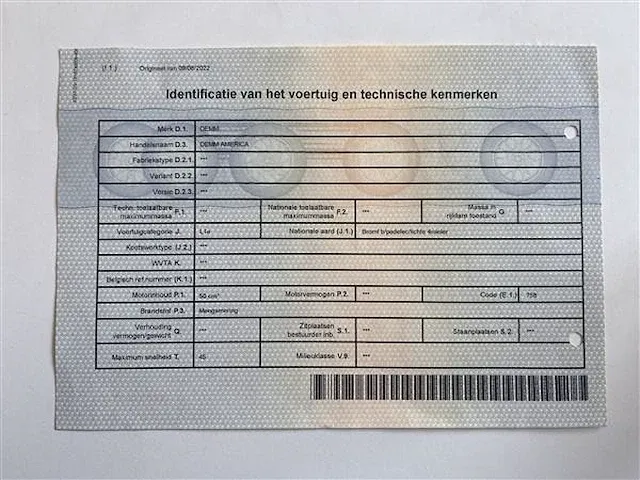 (I.1.) Origineel van 09/08/2022
Identificatie van het voertuig en technische kenmerken
Merk D.1. DEMM
Handelsnaam D.3. DEMM AMERICA
Fabriekstype D.2.1. ***
Variant D.2.2. ***
Versie D.2.3. ***
Techn. toelaatbare maximummassa F.1. *** Nationale toelaatbare maximummassa F.2. *** Massa in rijklare toestand G. ***
Voertuigcategorie J. L1e Nationale aard (J.1.) Bromf b/pedelec/lichte 4wieler
Koetswerktype (J.2.) ***
WVTA K. ***
Belgisch ref.nummer (K.1.) ***
Motorinhoud P.1. 50 cm³ Motorvermogen P.2. *** Code (E.1.) 758
Brandstof P.3. Mengsmering
Verhouding vermogen/gewicht Q. *** Zitplaatsen bestuurder inb. S.1. *** Staanplaatsen S.2. ***
Maximum snelheid T. 45 Milieuklasse V.9. ***